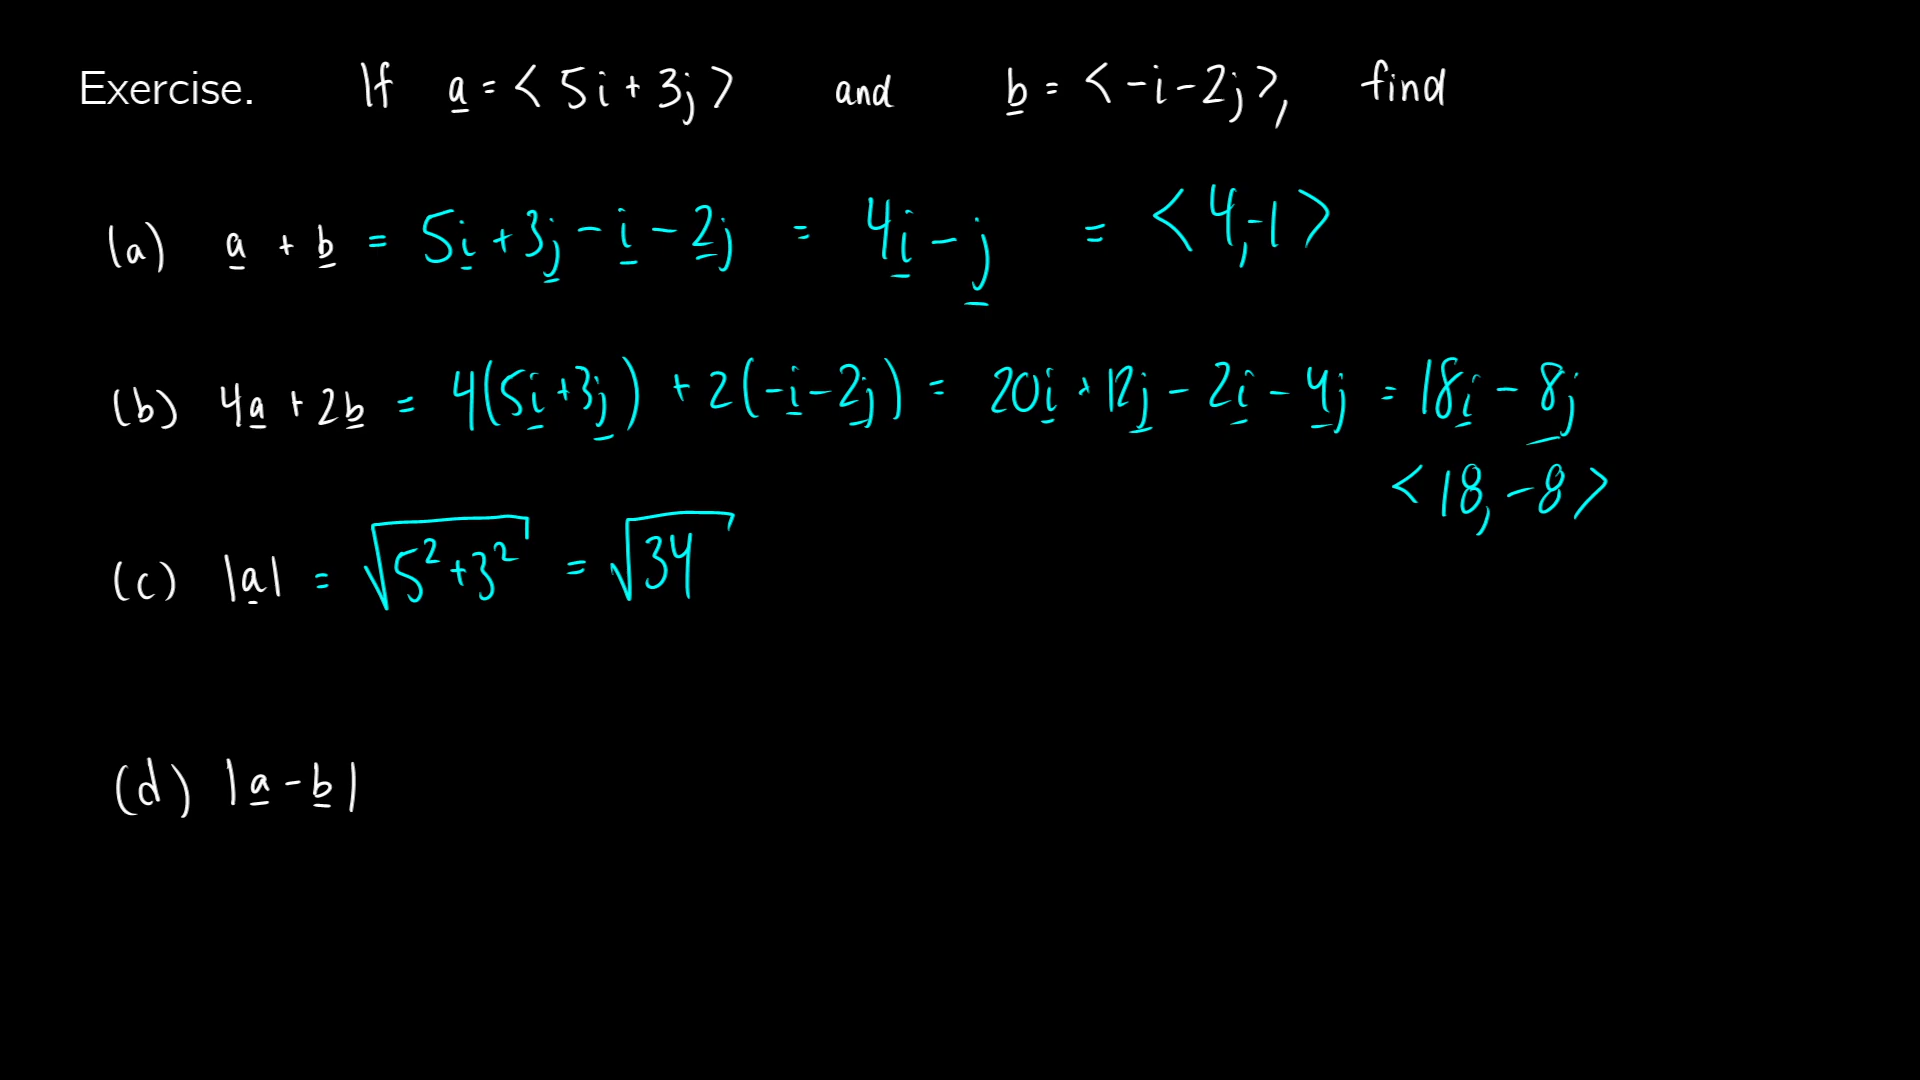 Exercise. If a = < 5i + 3j > and b = < -i - 2j >, find
(a) a + b = 5i + 3j - i - 2j = 4i - j = < 4, -1 >
(b) 4a + 2b = 4(5i + 3j) + 2(-i - 2j) = 20i + 12j - 2i - 4j = 18i - 8j
< 18, -8 >
(c) |a| = √5² + 3² = √34
(d) |a - b|